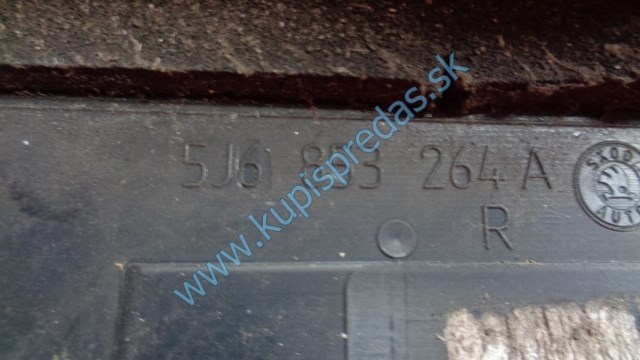 5J6 853 264 A
R
ŠKODA
AUTO
www.kupispredas.sk